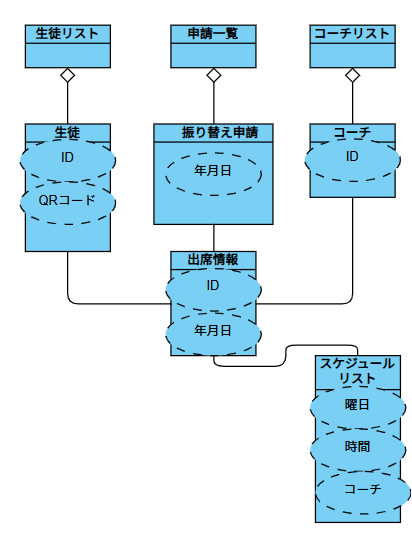 生徒リスト
申請一覧
コーチリスト
生徒
ID
QRコード
振り替え申請
年月日
コーチ
ID
出席情報
ID
年月日
スケジュール
リスト
曜日
時間
コーチ